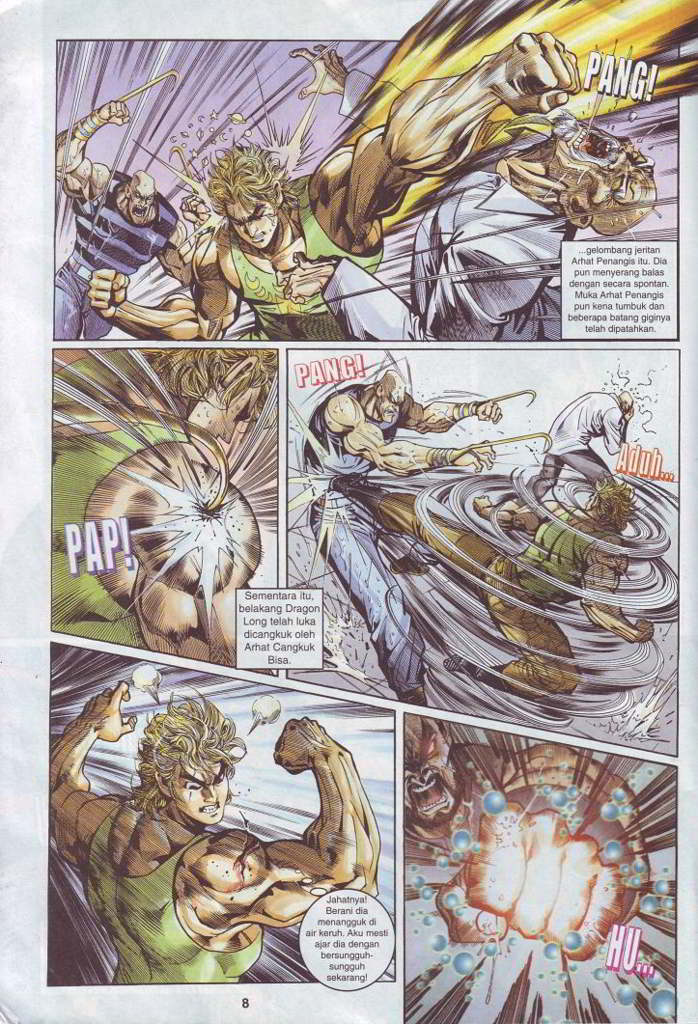 PANG!
...gelombang jeritan
Arhat Penangis itu. Dia
pun menyerang balas
dengan secara spontan.
Muka Arhat Penangis
pun kena tumbuk dan
beberapa batang giginya
telah dipatahkan.
PAP!
Sementara itu,
belakang Dragon
Long telah luka
dicangkuk oleh
Arhat Cangkuk
Bisa.
PANG!
Aduh...
Jahatnya!
Berani dia
menangguk di
air keruh. Aku mesti
ajar dia dengan
bersungguh-
sungguh
sekarang!
HU...
8